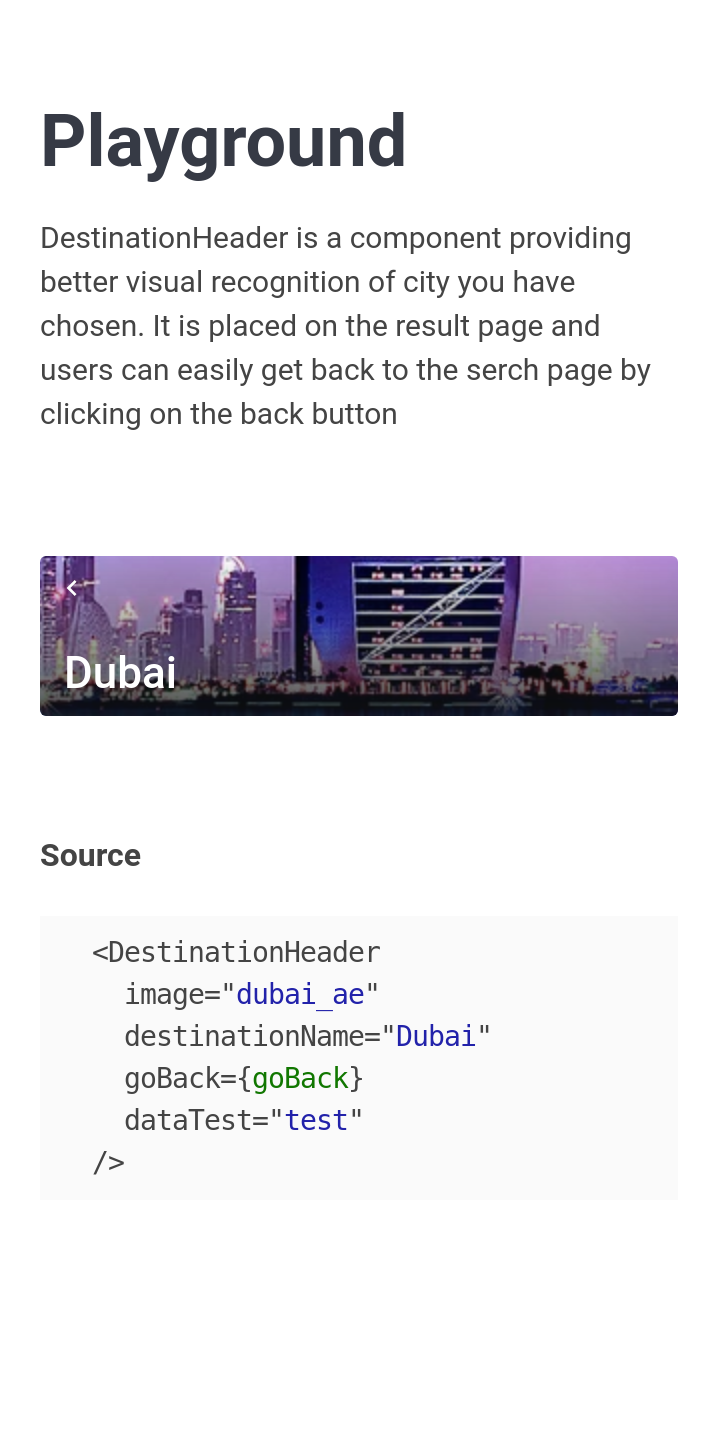 Playground
DestinationHeader is a component providing
better visual recognition of city you have
chosen. It is placed on the result page and
users can easily get back to the serch page by
clicking on the back button
Dubai
Source
<DestinationHeader
image="dubai_ae"
destinationName="Dubai"
goBack={goBack}
dataTest="test"
/>